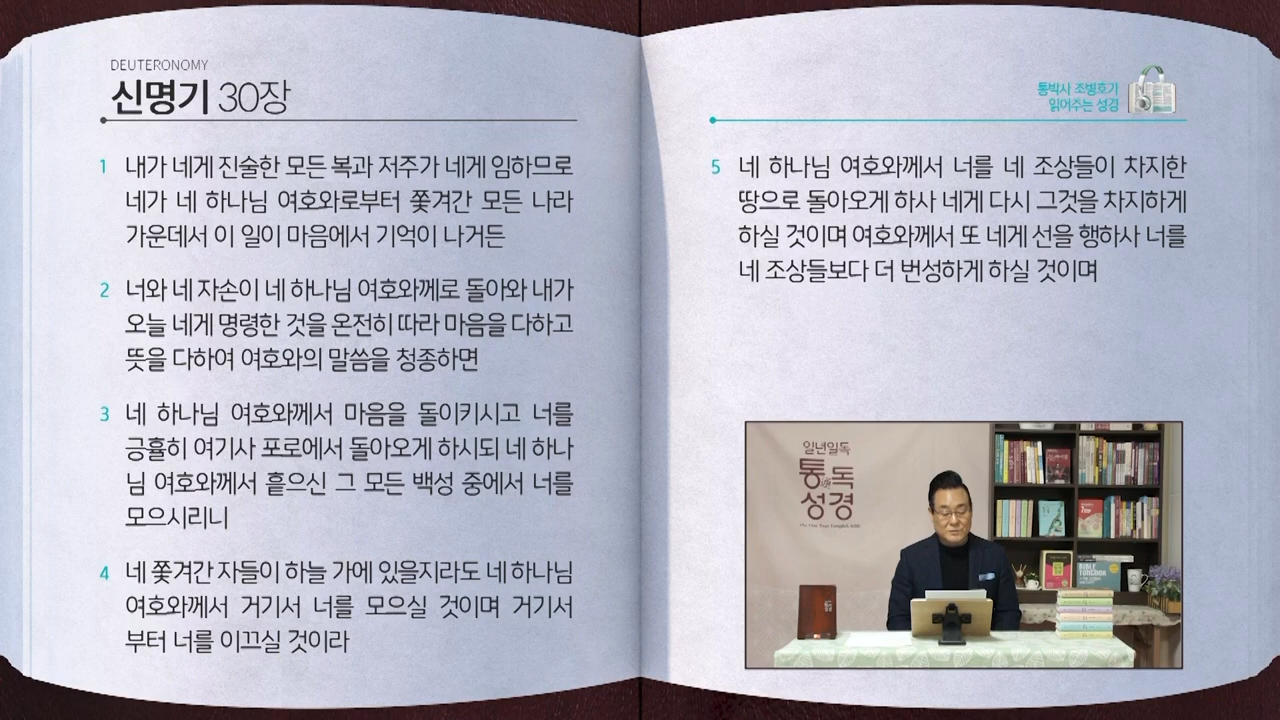 DEUTERONOMY
신명기 30장
1 내가 네게 진술한 모든 복과 저주가 네게 임하므로
네가 네 하나님 여호와로부터 쫓겨간 모든 나라
가운데서 이 일이 마음에서 기억이 나거든
2 너와 네 자손이 네 하나님 여호와께로 돌아와 내가
오늘 네게 명령한 것을 온전히 따라 마음을 다하고
뜻을 다하여 여호와의 말씀을 청종하면
3 네 하나님 여호와께서 마음을 돌이키시고 너를
긍휼히 여기사 포로에서 돌아오게 하시되 네 하나
님 여호와께서 흩으신 그 모든 백성 중에서 너를
모으시리니
4 네 쫓겨간 자들이 하늘 가에 있을지라도 네 하나님
여호와께서 거기서 너를 모으실 것이며 거기서
부터 너를 이끄실 것이라
통박사 조병호가
읽어주는 성경
5 네 하나님 여호와께서 너를 네 조상들이 차지한
땅으로 돌아오게 하사 네게 다시 그것을 차지하게
하실 것이며 여호와께서 또 네게 선을 행하사 너를
네 조상들보다 더 번성하게 하실 것이며
일년일독
통독
성경
BIBLE
TONGDOK